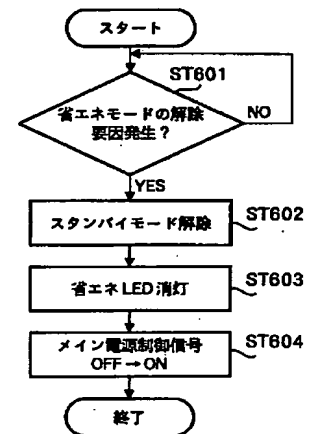 スタート
ST601
省エネモードの解除
要因発生？
NO
YES
スタンバイモード解除
ST602
省エネLED消灯
ST603
メイン電源制御信号
OFF→ON
ST604
終了